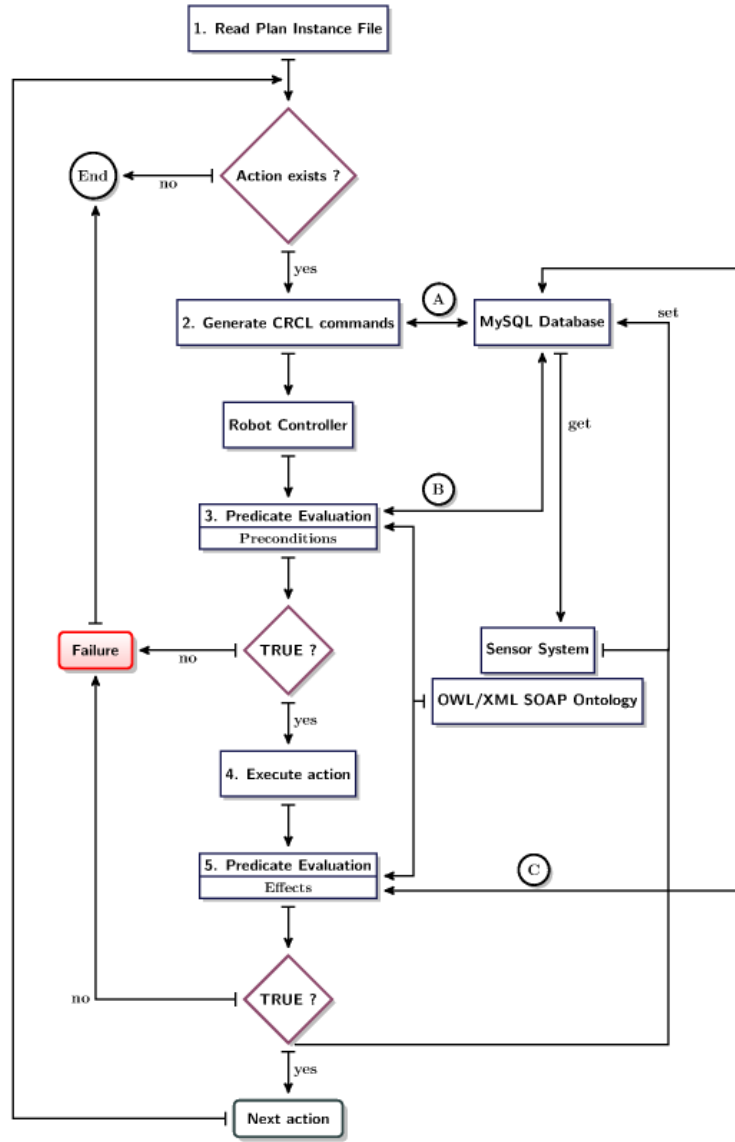 1. Read Plan Instance File
Action exists ?
End
no
yes
A
2. Generate CRCL commands
MySQL Database
set
Robot Controller
get
B
3. Predicate Evaluation
Preconditions
Failure
no
TRUE ?
Sensor System
OWL/XML SOAP Ontology
yes
4. Execute action
5. Predicate Evaluation
Effects
C
no
TRUE ?
yes
Next action